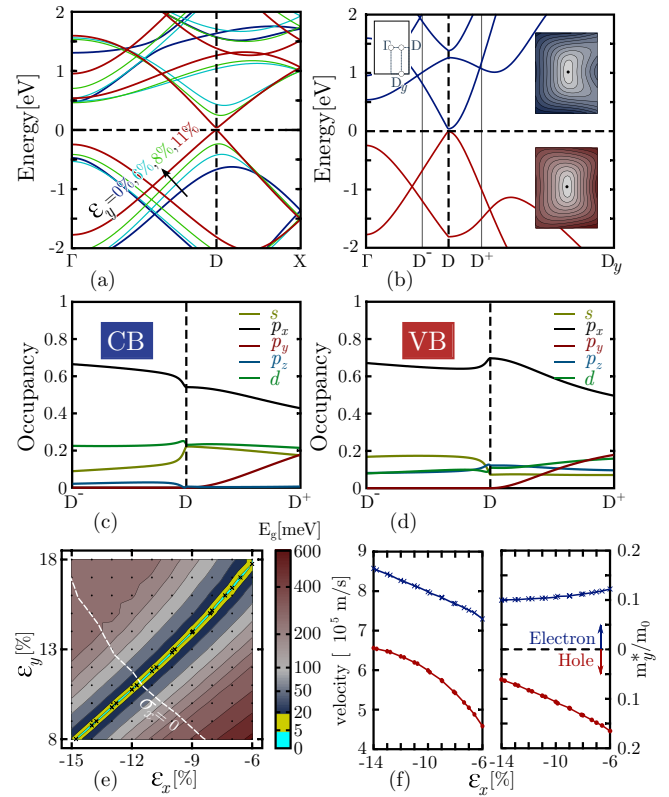 2
1
0
-1
-2
Energy[eV]
ε_y=0%,6%,8%,11%
Γ
D
X
(a)
2
1
0
-1
-2
Energy[eV]
Γ
D
D_y
Γ
D⁻
D
D⁺
D_y
(b)
1
0.8
0.6
0.4
0.2
0
Occupancy
CB
s
p_x
p_y
p_z
d
D⁻
D
D⁺
(c)
1
0.8
0.6
0.4
0.2
0
Occupancy
VB
s
p_x
p_y
p_z
d
D⁻
D
D⁺
(d)
E_g[meV]
600
400
200
100
50
20
5
0
18
13
8
ε_y[%]
σ_x=0
-15
-12
-9
-6
(e)
ε_x[%]
9
8
7
6
5
4
velocity [ 10⁵ m/s]
-14
-10
-6
-14
-10
-6
0.2
0.1
0
0.1
0.2
m*_y/m_0
Electron
Hole
(f)
ε_x[%]